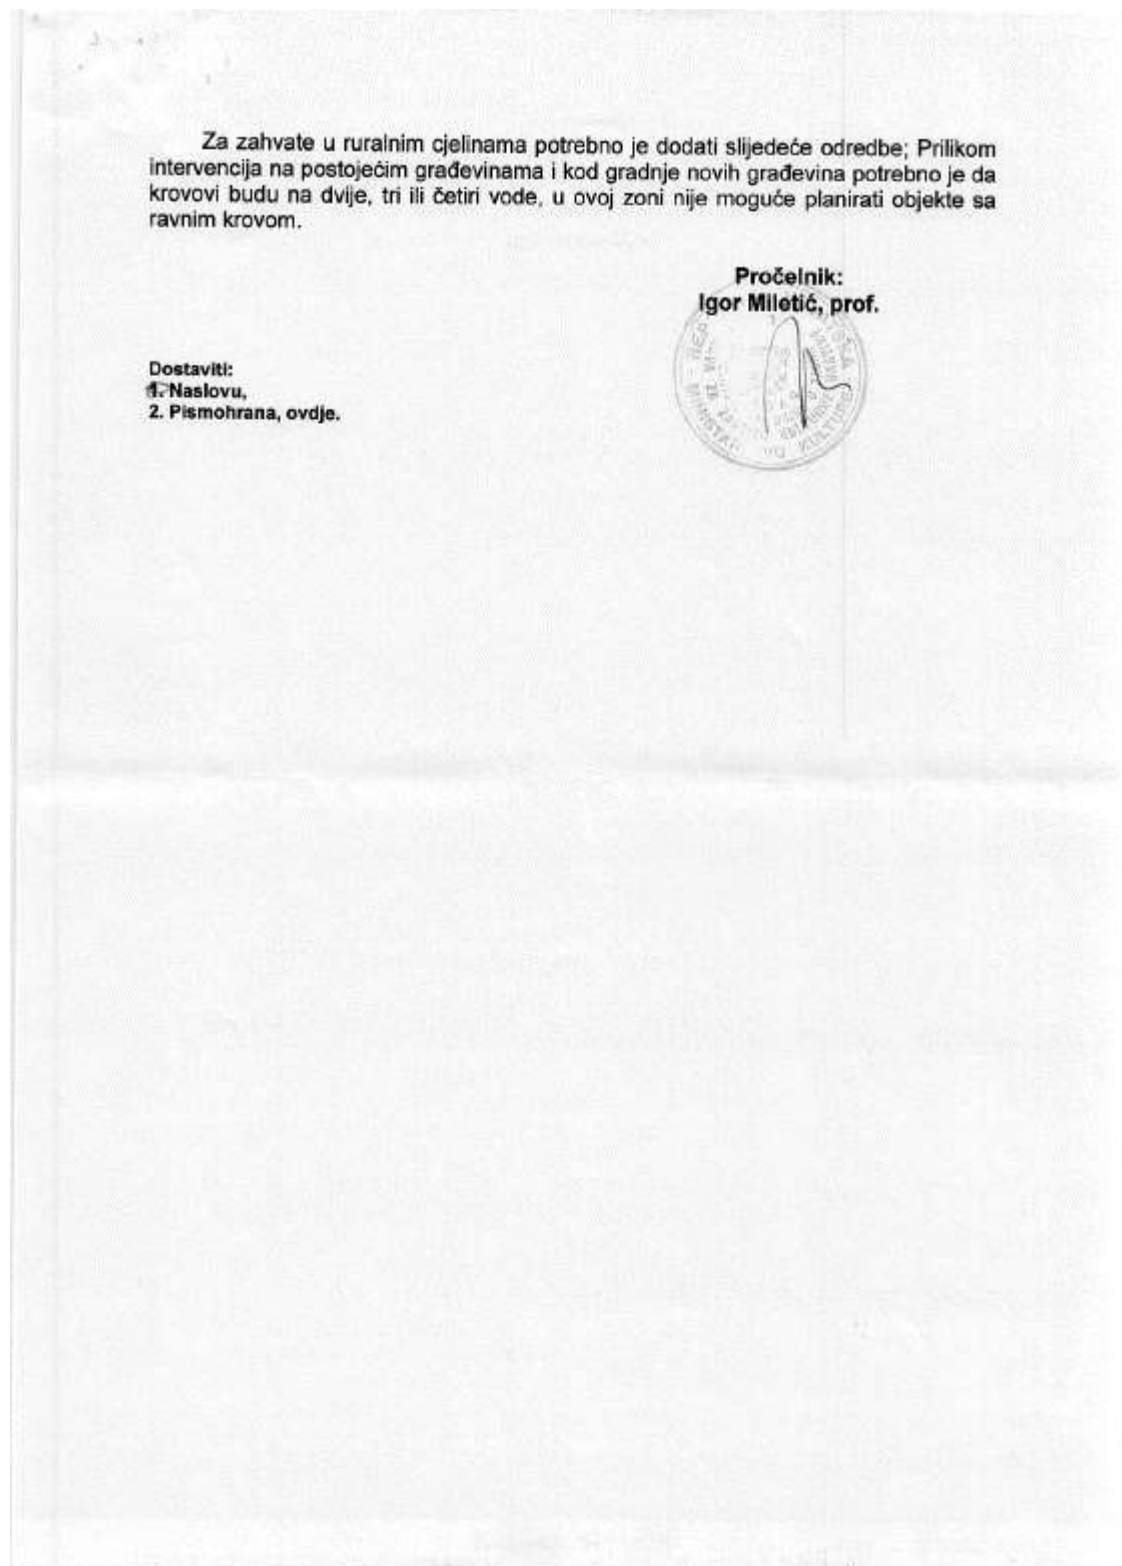 Za zahvate u ruralnim cjelinama potrebno je dodati slijedeće odredbe; Prilikom
intervencija na postojećim građevinama i kod gradnje novih građevina potrebno je da
krovovi budu na dvije, tri ili četiri vode, u ovoj zoni nije moguće planirati objekte sa
ravnim krovom.
Pročelnik:
Igor Miletić, prof.
Dostaviti:
1. Naslovu,
2. Pismohrana, ovdje.
KULTURE